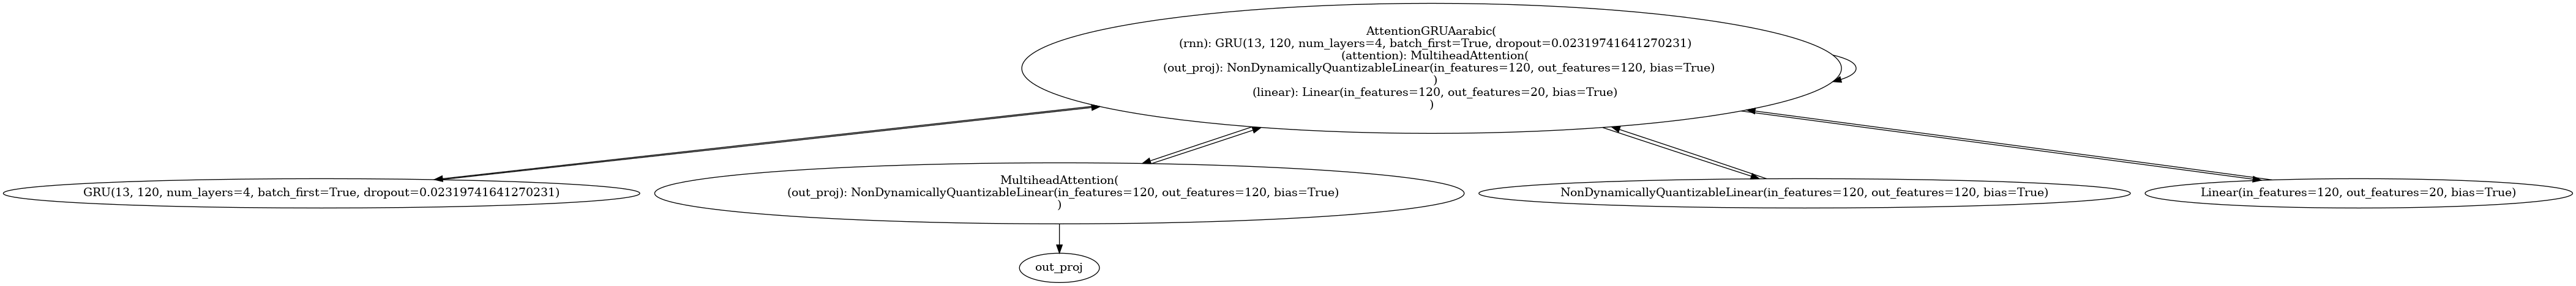 AttentionGRUAarabic(
(rnn): GRU(13, 120, num_layers=4, batch_first=True, dropout=0.02319741641270231)
(attention): MultiheadAttention(
(out_proj): NonDynamicallyQuantizableLinear(in_features=120, out_features=120, bias=True)
)
(linear): Linear(in_features=120, out_features=20, bias=True)
)
GRU(13, 120, num_layers=4, batch_first=True, dropout=0.02319741641270231)
MultiheadAttention(
(out_proj): NonDynamicallyQuantizableLinear(in_features=120, out_features=120, bias=True)
)
NonDynamicallyQuantizableLinear(in_features=120, out_features=120, bias=True)
Linear(in_features=120, out_features=20, bias=True)
out_proj